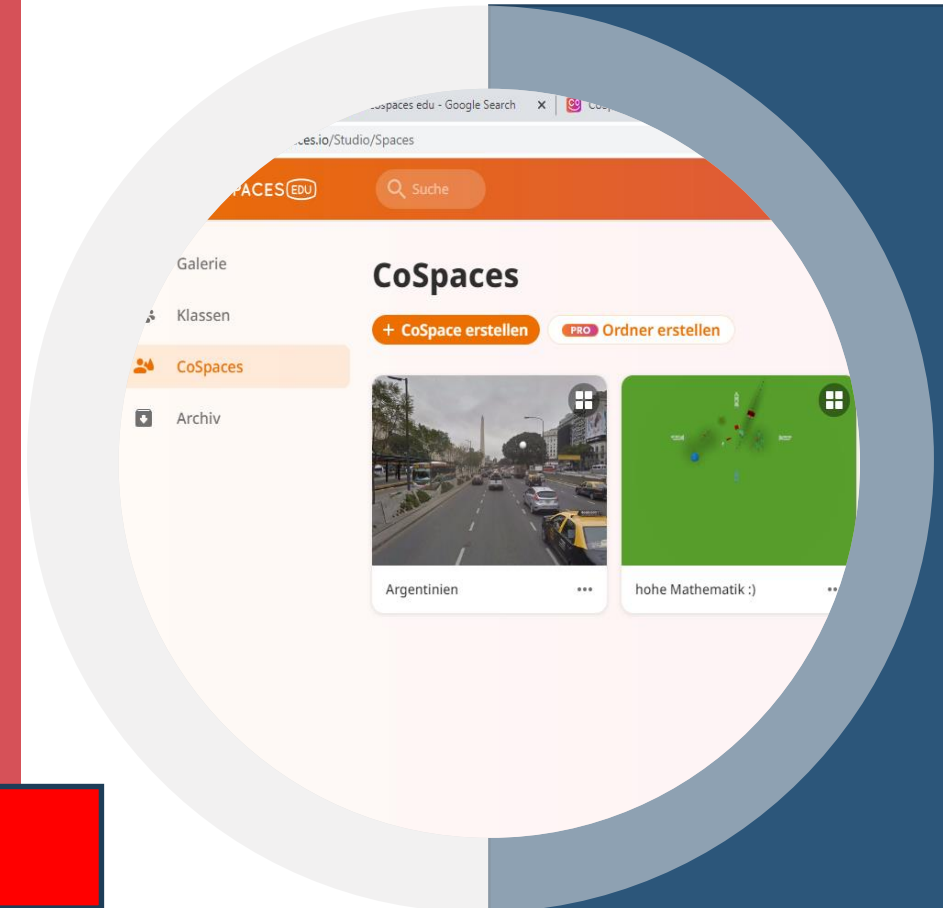 cospaces edu - Google Search
ces.io/Studio/Spaces
PACES EDU
Suche
Galerie
Klassen
CoSpaces
Archiv
CoSpaces
+ CoSpace erstellen
PRO Ordner erstellen
Argentinien
hohe Mathematik :)